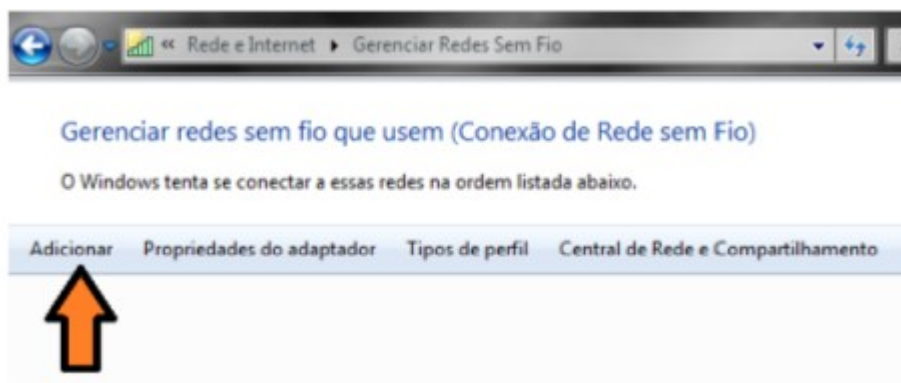 « Rede e Internet ▸ Gerenciar Redes Sem Fio
Gerenciar redes sem fio que usem (Conexão de Rede sem Fio)
O Windows tenta se conectar a essas redes na ordem listada abaixo.
Adicionar Propriedades do adaptador Tipos de perfil Central de Rede e Compartilhamento